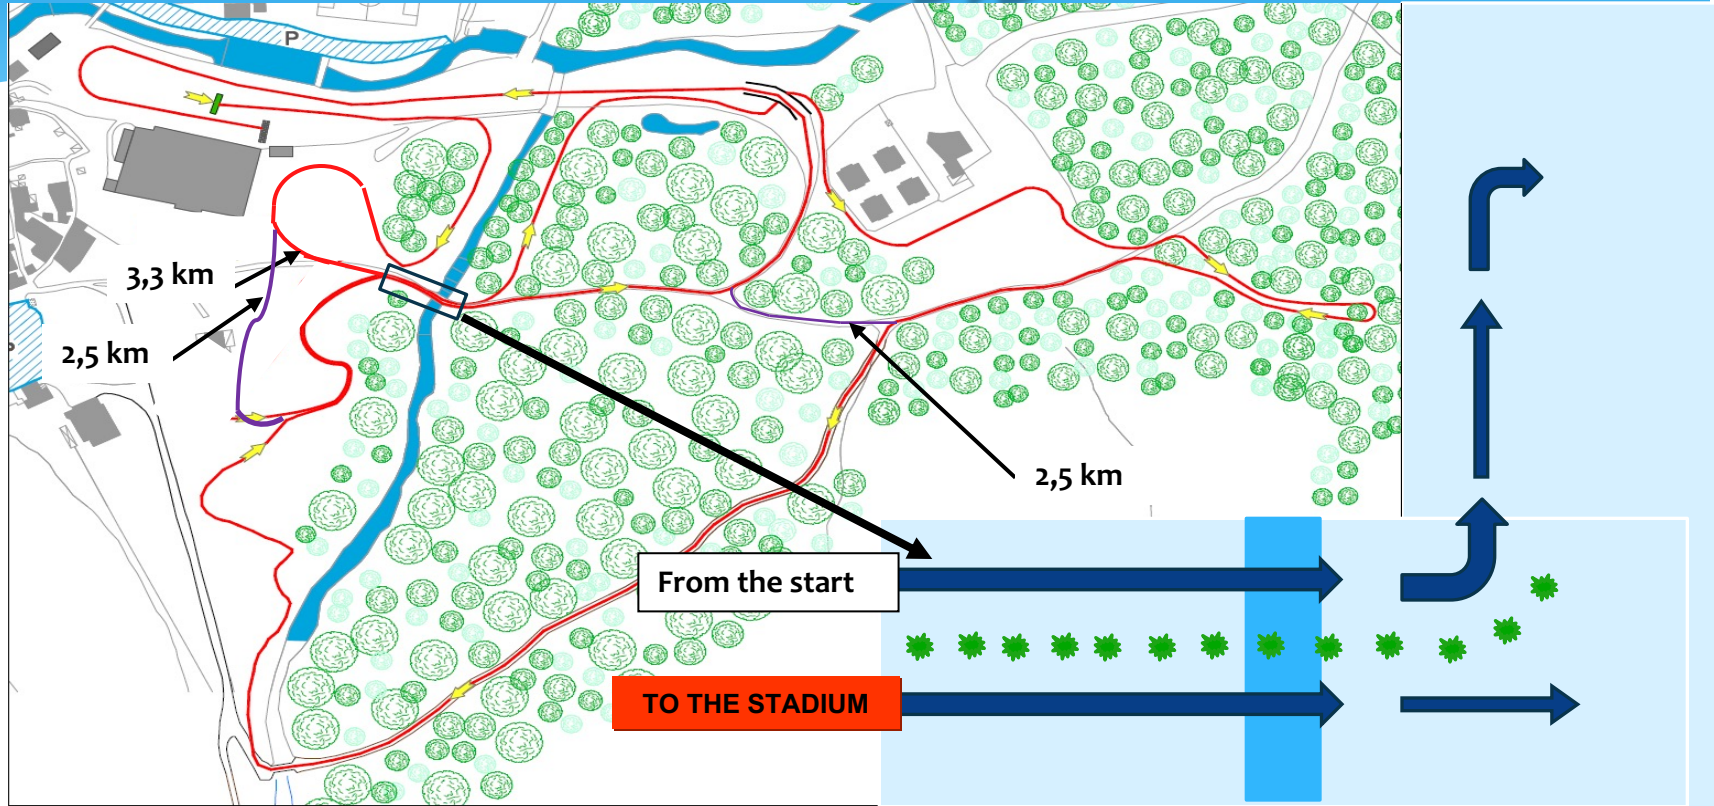 P
3,3 km
2,5 km
2,5 km
From the start
TO THE STADIUM